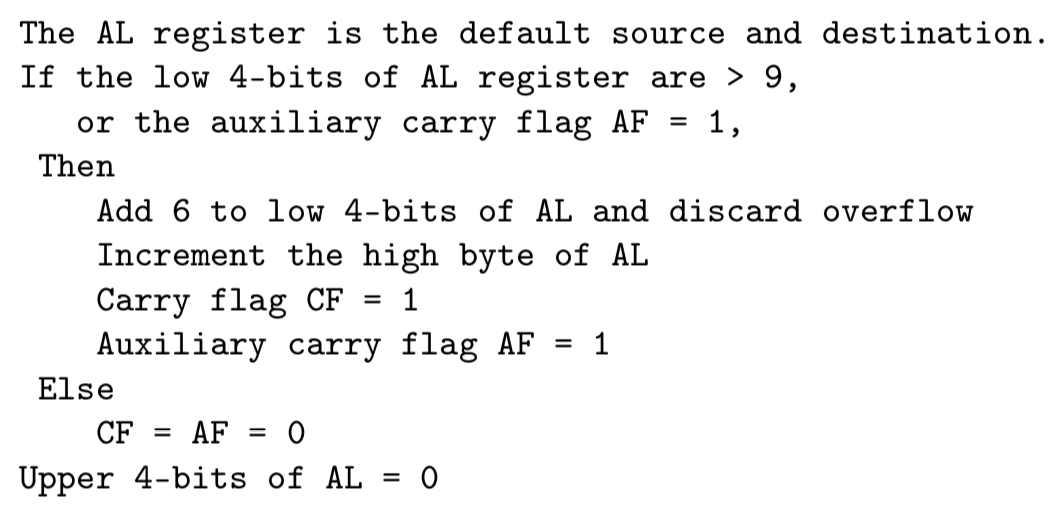 The AL register is the default source and destination.
If the low 4-bits of AL register are > 9,
or the auxiliary carry flag AF = 1,
Then
Add 6 to low 4-bits of AL and discard overflow
Increment the high byte of AL
Carry flag CF = 1
Auxiliary carry flag AF = 1
Else
CF = AF = 0
Upper 4-bits of AL = 0